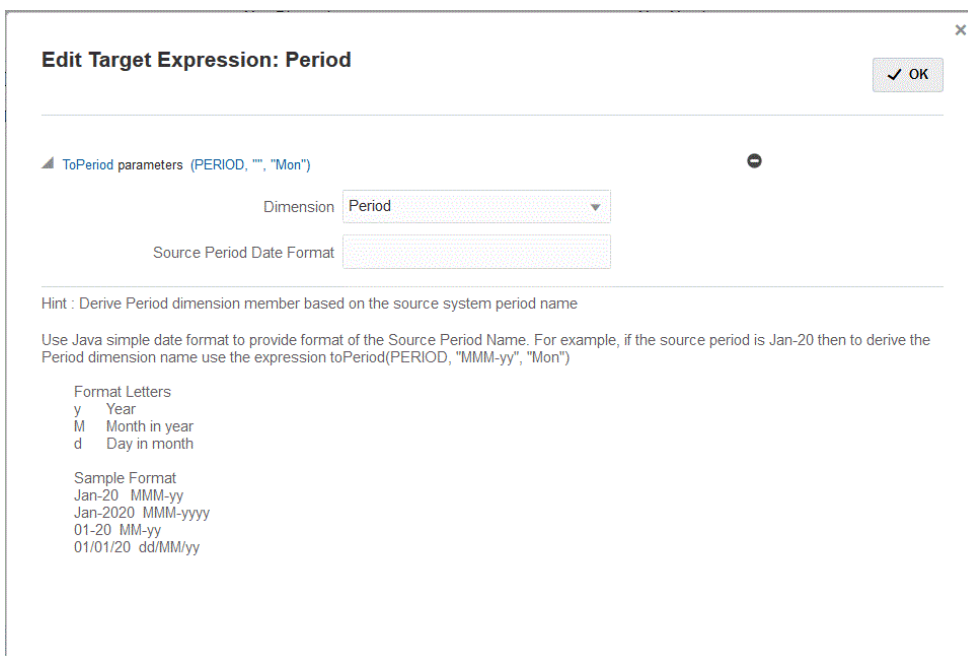 Edit Target Expression: Period
OK
ToPeriod parameters (PERIOD, "", "Mon")
Dimension Period
Source Period Date Format
Hint : Derive Period dimension member based on the source system period name
Use Java simple date format to provide format of the Source Period Name. For example, if the source period is Jan-20 then to derive the
Period dimension name use the expression toPeriod(PERIOD, "MMM-yy", "Mon")
Format Letters
y Year
M Month in year
d Day in month
Sample Format
Jan-20 MMM-yy
Jan-2020 MMM-yyyy
01-20 MM-yy
01/01/20 dd/MM/yy